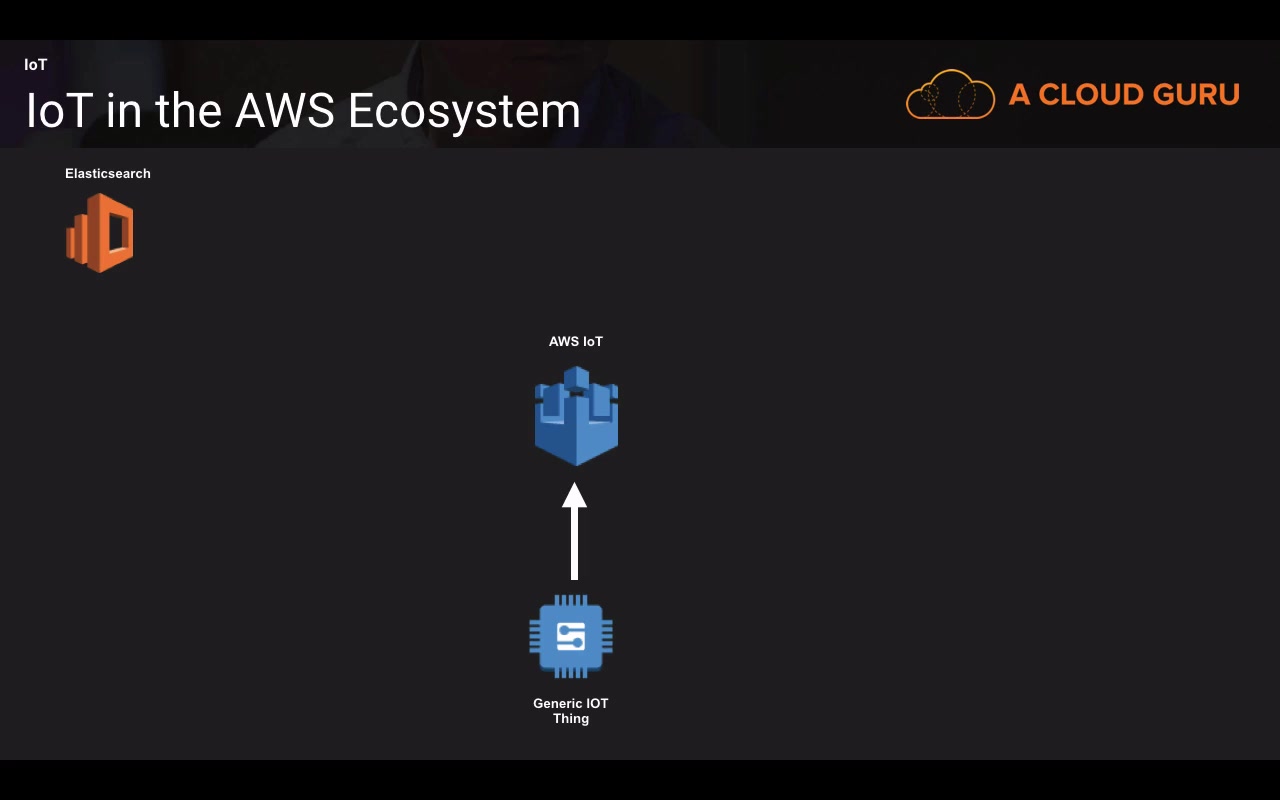 IoT
IoT in the AWS Ecosystem
A CLOUD GURU
Elasticsearch
AWS IoT
Generic IOT
Thing